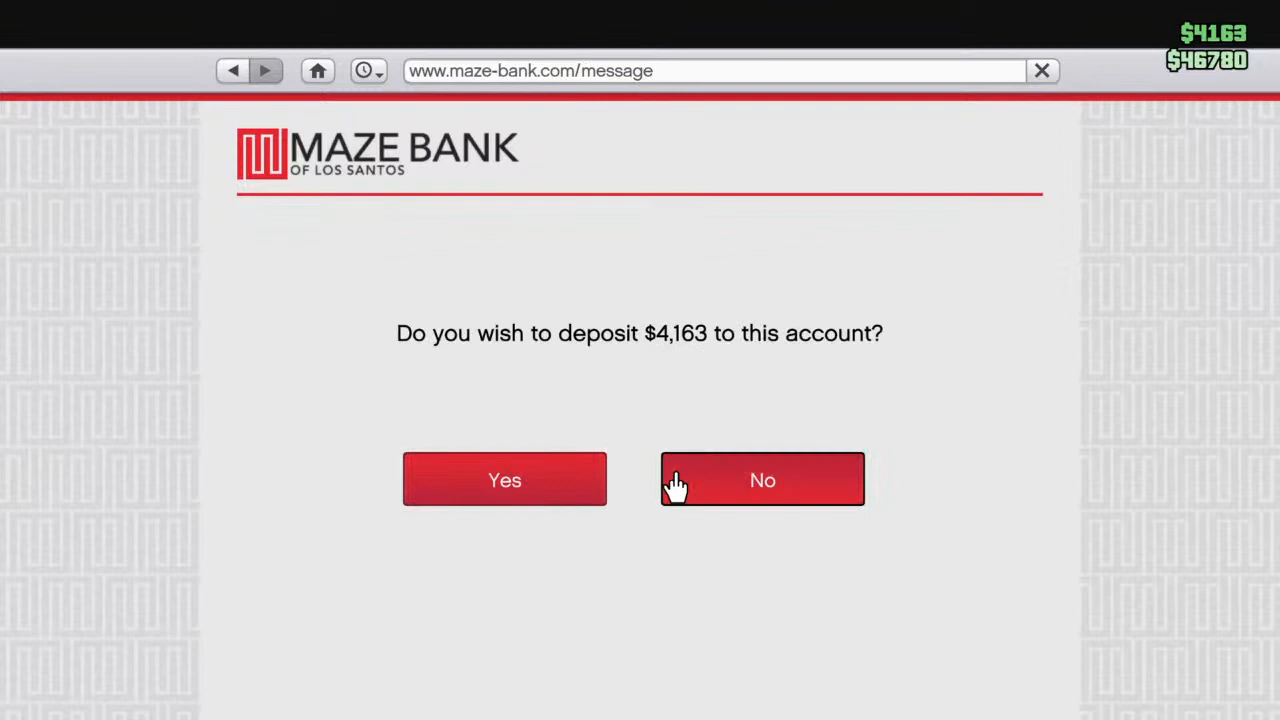 $4163
$46780
www.maze-bank.com/message
MAZE BANK
OF LOS SANTOS
Do you wish to deposit $4,163 to this account?
Yes
No